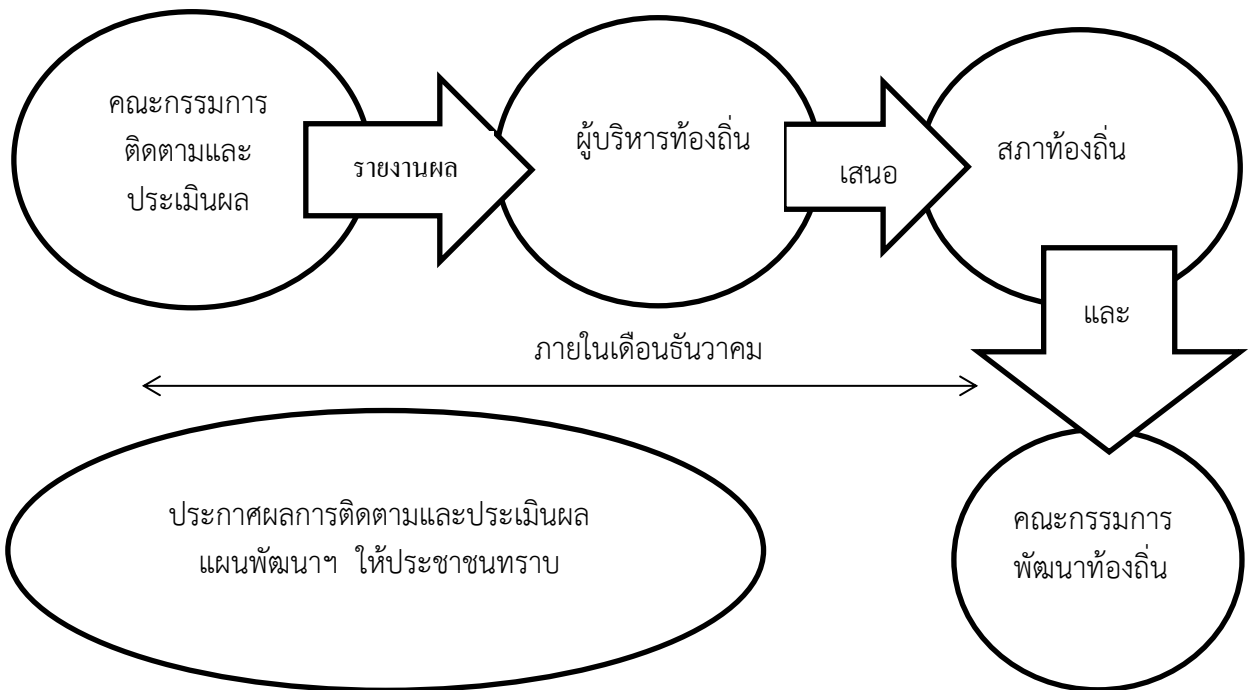 คณะกรรมการ
ติดตามและ
ประเมินผล
รายงานผล
ผู้บริหารท้องถิ่น
เสนอ
สภาท้องถิ่น
และ
ภายในเดือนธันวาคม
ประกาศผลการติดตามและประเมินผล
แผนพัฒนาฯ ให้ประชาชนทราบ
คณะกรรมการ
พัฒนาท้องถิ่น